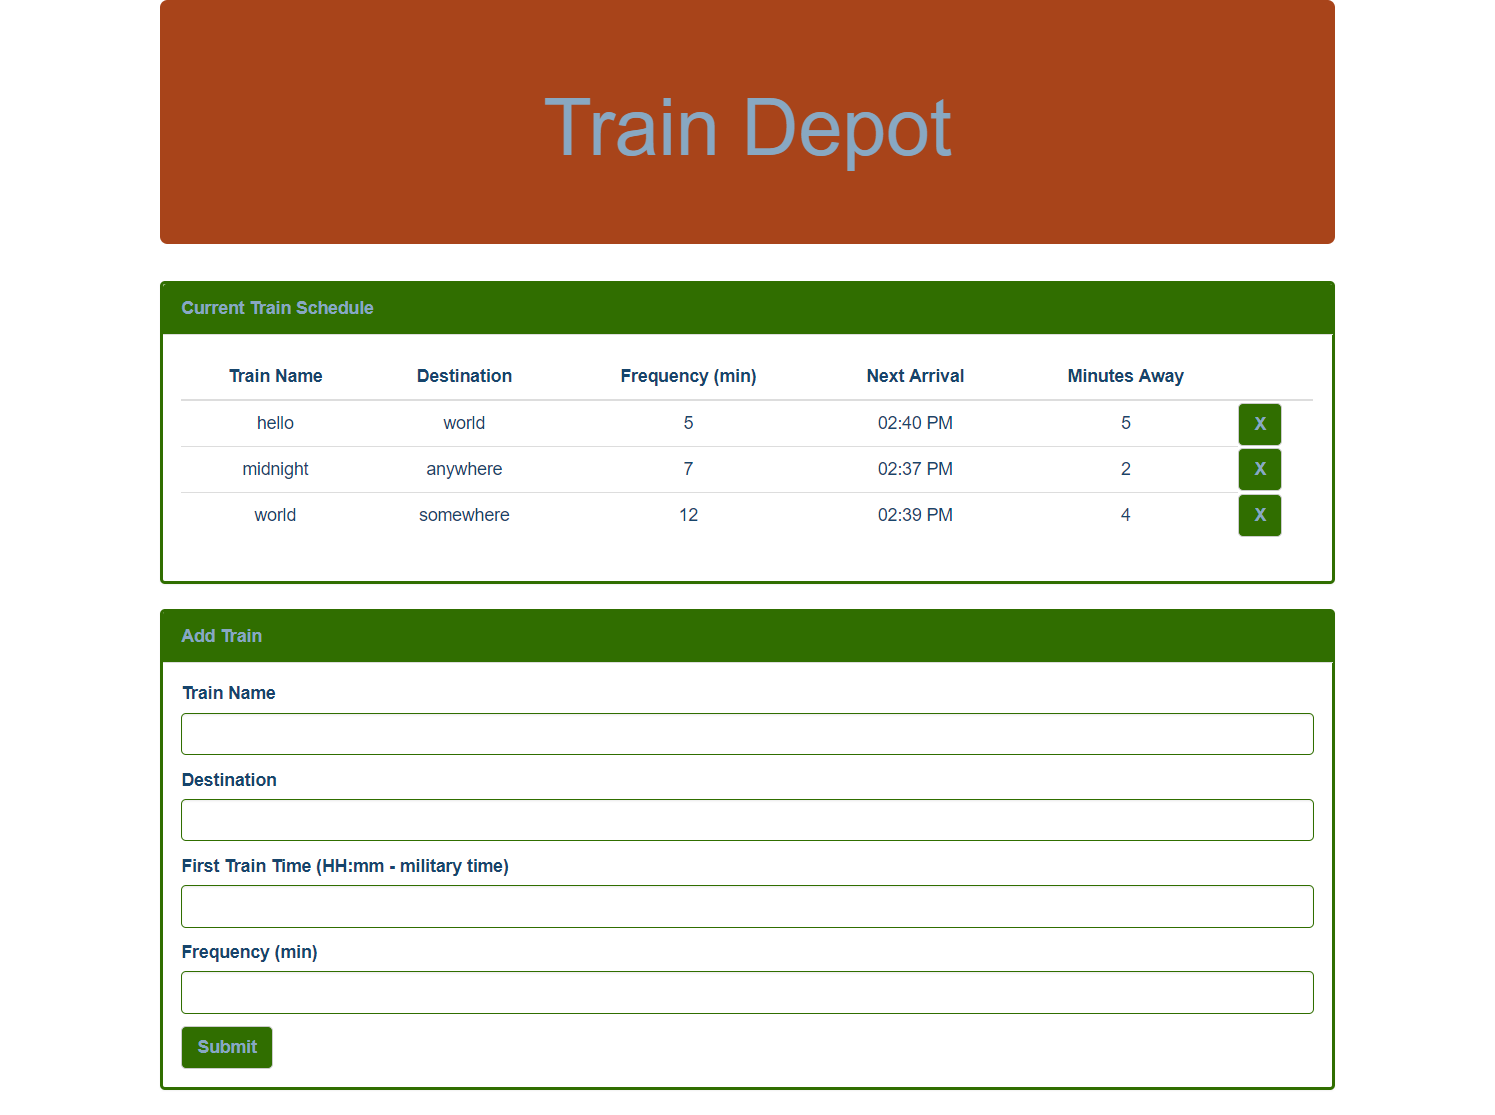 Train Depot
Current Train Schedule
Train Name Destination Frequency (min) Next Arrival Minutes Away
hello world 5 02:40 PM 5 X
midnight anywhere 7 02:37 PM 2 X
world somewhere 12 02:39 PM 4 X
Add Train
Train Name
Destination
First Train Time (HH:mm - military time)
Frequency (min)
Submit